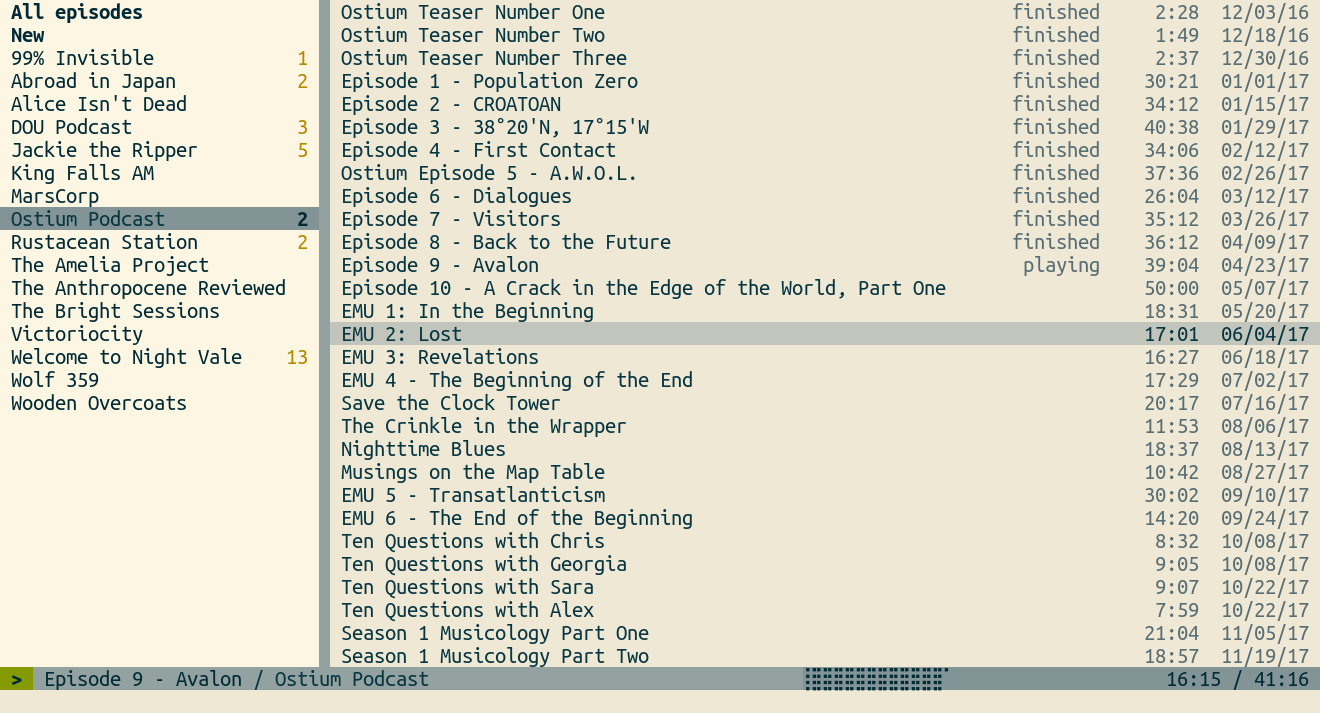 All episodes
New
99% Invisible 1
Abroad in Japan 2
Alice Isn't Dead
DOU Podcast 3
Jackie the Ripper 5
King Falls AM
MarsCorp
Ostium Podcast 2
Rustacean Station 2
The Amelia Project
The Anthropocene Reviewed
The Bright Sessions
Victoriocity
Welcome to Night Vale 13
Wolf 359
Wooden Overcoats
Ostium Teaser Number One finished 2:28 12/03/16
Ostium Teaser Number Two finished 1:49 12/18/16
Ostium Teaser Number Three finished 2:37 12/30/16
Episode 1 - Population Zero finished 30:21 01/01/17
Episode 2 - CROATOAN finished 34:12 01/15/17
Episode 3 - 38°20'N, 17°15'W finished 40:38 01/29/17
Episode 4 - First Contact finished 34:06 02/12/17
Ostium Episode 5 - A.W.O.L. finished 37:36 02/26/17
Episode 6 - Dialogues finished 26:04 03/12/17
Episode 7 - Visitors finished 35:12 03/26/17
Episode 8 - Back to the Future finished 36:12 04/09/17
Episode 9 - Avalon playing 39:04 04/23/17
Episode 10 - A Crack in the Edge of the World, Part One 50:00 05/07/17
EMU 1: In the Beginning 18:31 05/20/17
EMU 2: Lost 17:01 06/04/17
EMU 3: Revelations 16:27 06/18/17
EMU 4 - The Beginning of the End 17:29 07/02/17
Save the Clock Tower 20:17 07/16/17
The Crinkle in the Wrapper 11:53 08/06/17
Nighttime Blues 18:37 08/13/17
Musings on the Map Table 10:42 08/27/17
EMU 5 - Transatlanticism 30:02 09/10/17
EMU 6 - The End of the Beginning 14:20 09/24/17
Ten Questions with Chris 8:32 10/08/17
Ten Questions with Georgia 9:05 10/08/17
Ten Questions with Sara 9:07 10/22/17
Ten Questions with Alex 7:59 10/22/17
Season 1 Musicology Part One 21:04 11/05/17
Season 1 Musicology Part Two 18:57 11/19/17
> Episode 9 - Avalon / Ostium Podcast 16:15 / 41:16